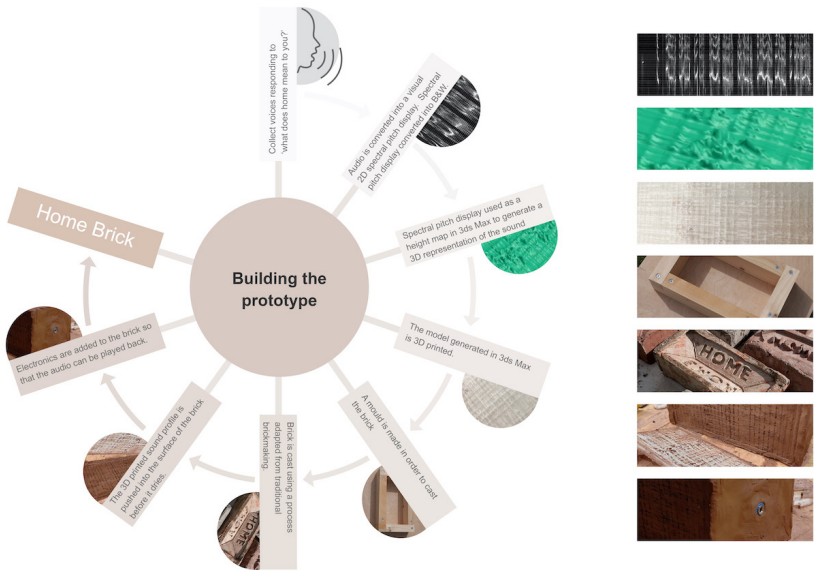 Building the
prototype
Collect voices responding to
'what does home mean to you?'
Audio is converted into a visual
2D spectral pitch display. Spectral
pitch display converted into B&W
Spectral pitch display used as a
height map in 3ds Max to generate a
3D representation of the sound
The model generated in 3ds Max
is 3D printed.
A mould is made in order to cast
the brick
Brick is cast using a process
adapted from traditional
brickmaking.
The 3D printed sound profile is
pushed into the surface of the brick
before it dries.
Electronics are added to the brick so
that the audio can be played back.
Home Brick
HOME
HOME